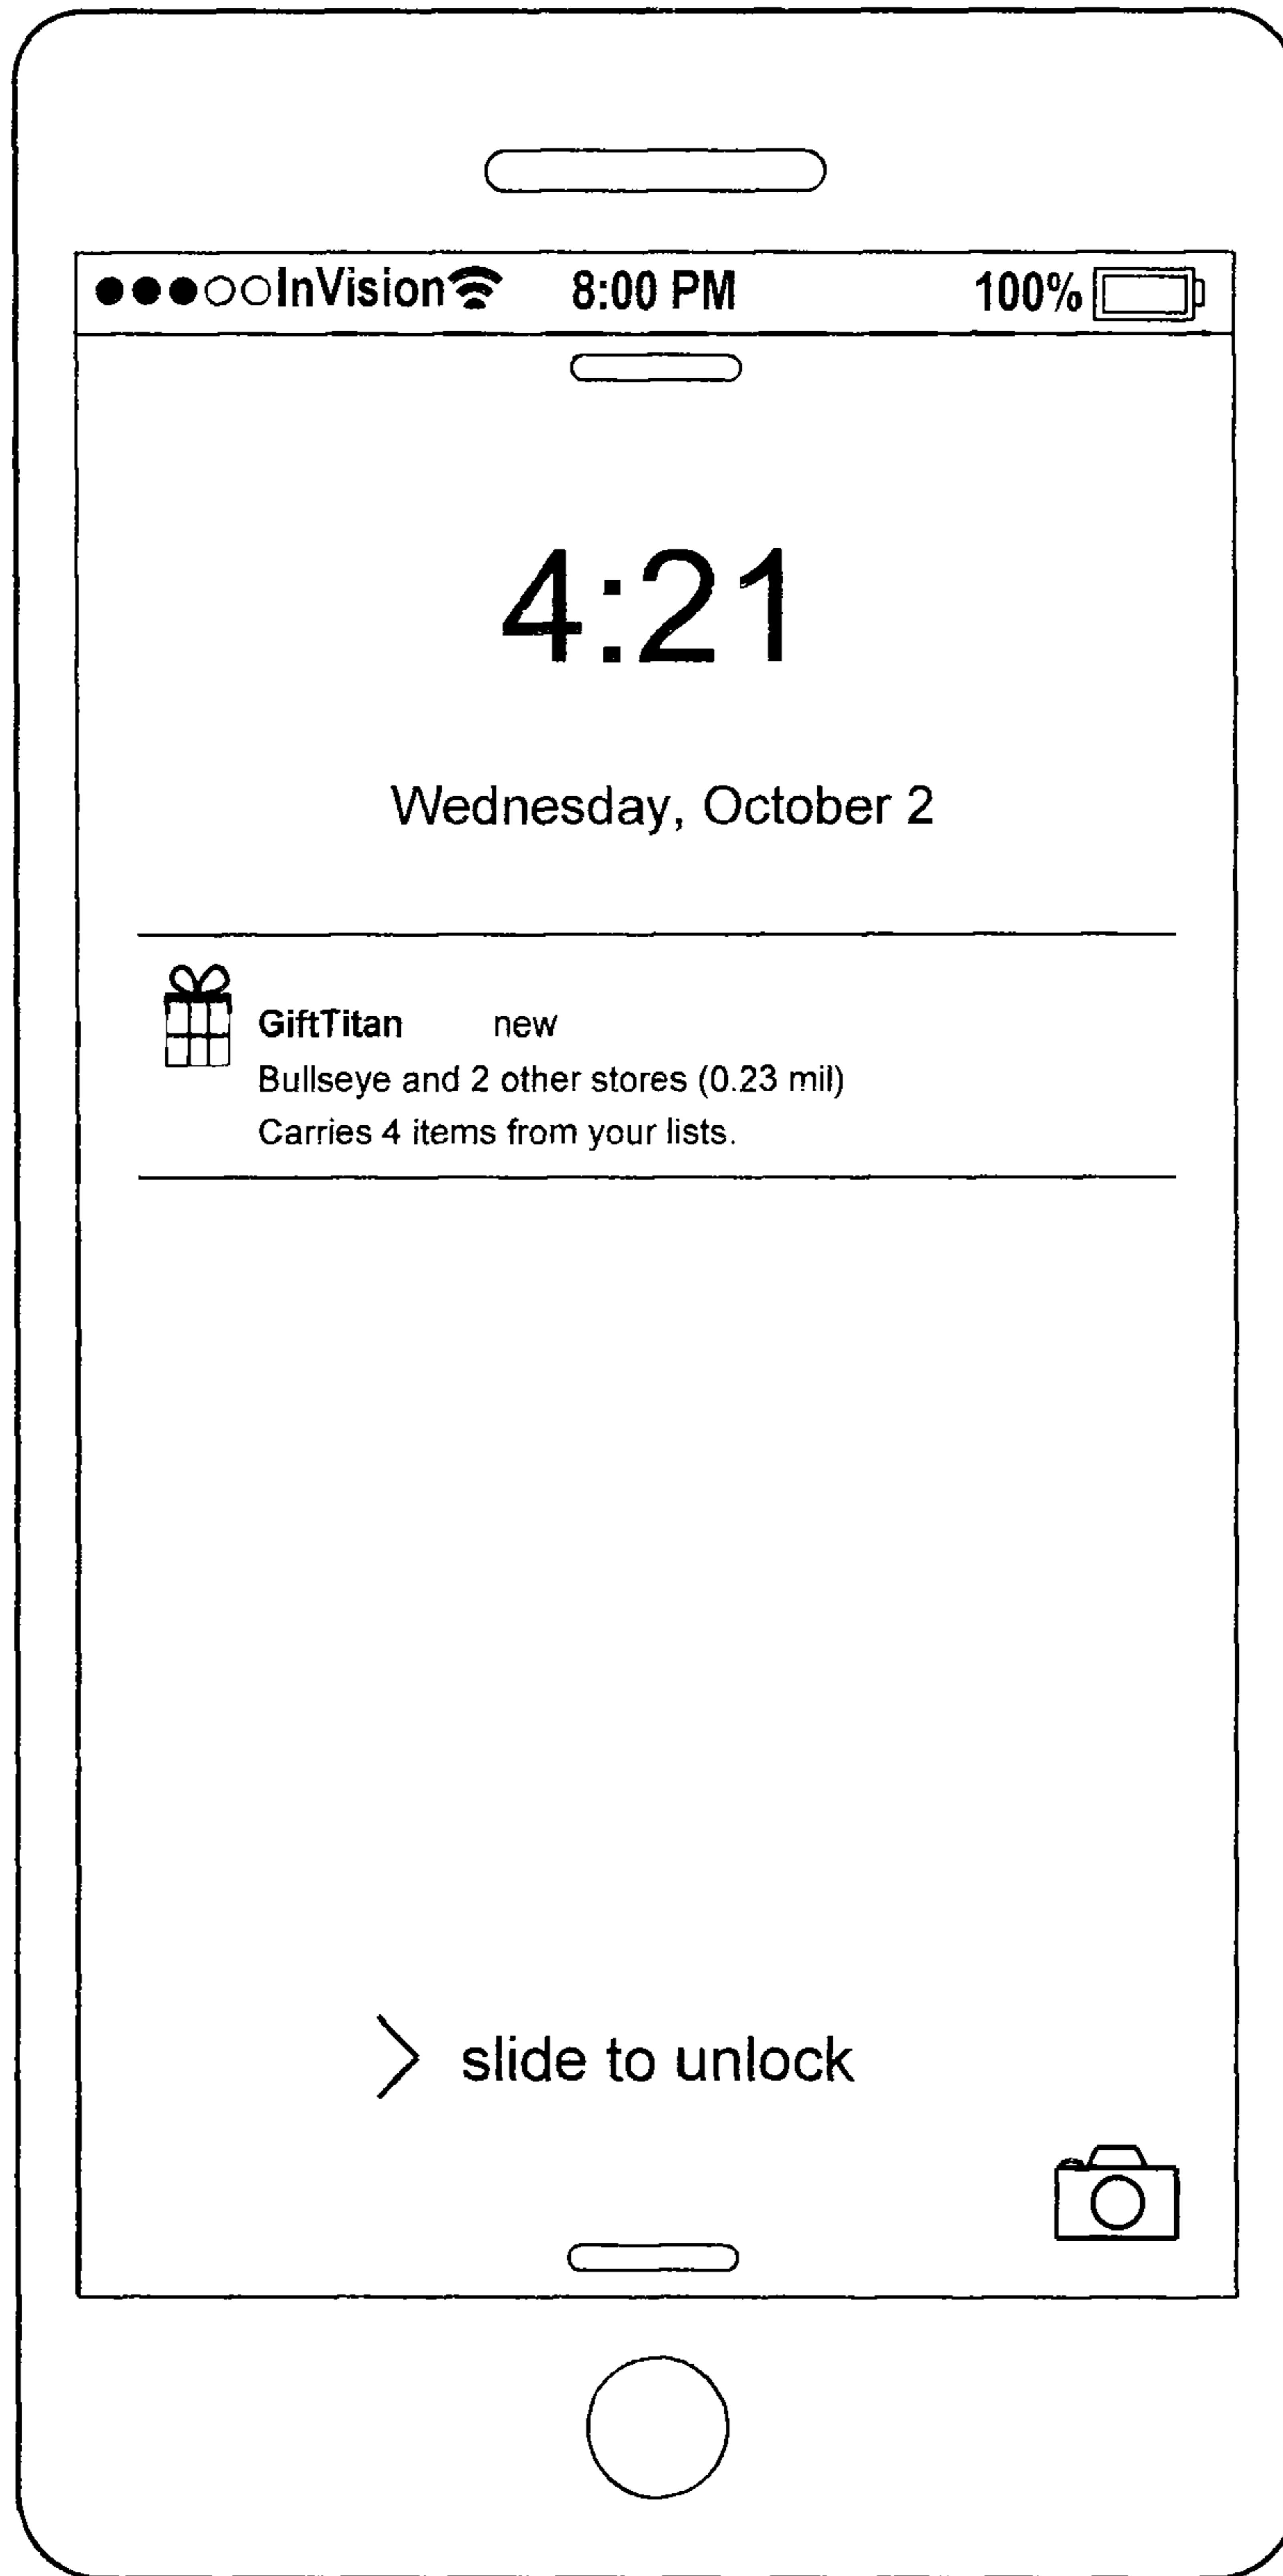 InVision 8:00 PM 100%
4:21
Wednesday, October 2
GiftTitan new
Bullseye and 2 other stores (0.23 mil)
Carries 4 items from your lists.
slide to unlock